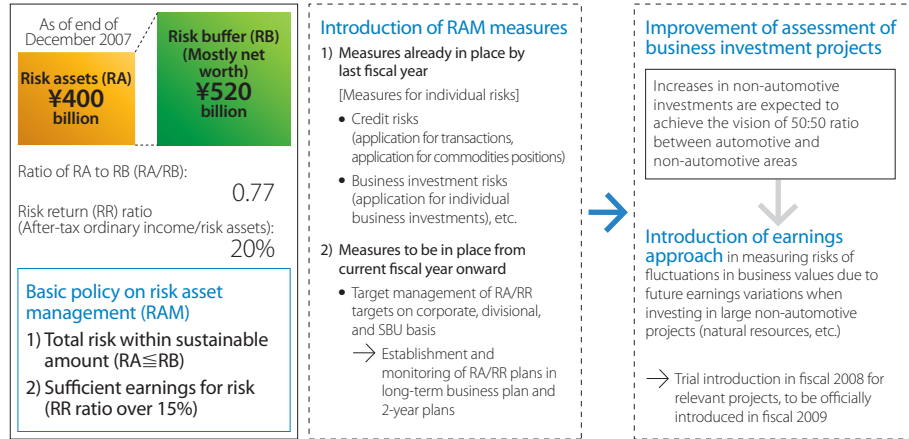 As of end of
December 2007
Risk assets (RA)
¥400
billion
Risk buffer (RB)
(Mostly net
worth)
¥520
billion
Ratio of RA to RB (RA/RB):
0.77
Risk return (RR) ratio
(After-tax ordinary income/risk assets):
20%
Basic policy on risk asset
management (RAM)
1) Total risk within sustainable
amount (RA≦RB)
2) Sufficient earnings for risk
(RR ratio over 15%)
Introduction of RAM measures
1) Measures already in place by
last fiscal year
[Measures for individual risks]
• Credit risks
(application for transactions,
application for commodities positions)
• Business investment risks
(application for individual
business investments), etc.
2) Measures to be in place from
current fiscal year onward
• Target management of RA/RR
targets on corporate, divisional,
and SBU basis
→ Establishment and
monitoring of RA/RR plans in
long-term business plan and
2-year plans
Improvement of assessment of
business investment projects
Increases in non-automotive
investments are expected to
achieve the vision of 50:50 ratio
between automotive and
non-automotive areas
Introduction of earnings
approach in measuring risks of
fluctuations in business values due to
future earnings variations when
investing in large non-automotive
projects (natural resources, etc.)
→ Trial introduction in fiscal 2008 for
relevant projects, to be officially
introduced in fiscal 2009